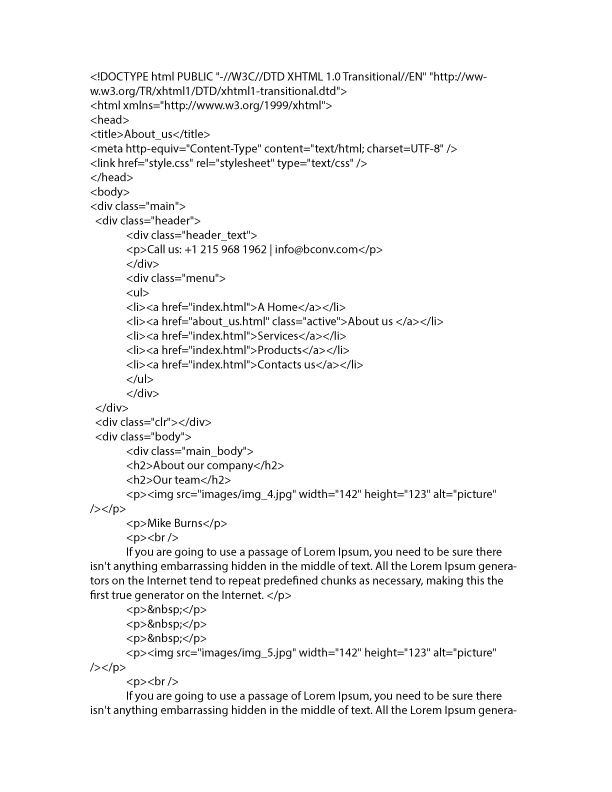 <!DOCTYPE html PUBLIC "-//W3C//DTD XHTML 1.0 Transitional//EN" "http://ww-
w.w3.org/TR/xhtml1/DTD/xhtml1-transitional.dtd">
<html xmlns="http://www.w3.org/1999/xhtml">
<head>
<title>About_us</title>
<meta http-equiv="Content-Type" content="text/html; charset=UTF-8" />
<link href="style.css" rel="stylesheet" type="text/css" />
</head>
<body>
<div class="main">
<div class="header">
<div class="header_text">
<p>Call us: +1 215 968 1962 | info@bconv.com</p>
</div>
<div class="menu">
<ul>
<li><a href="index.html">A Home</a></li>
<li><a href="about_us.html" class="active">About us </a></li>
<li><a href="index.html">Services</a></li>
<li><a href="index.html">Products</a></li>
<li><a href="index.html">Contacts us</a></li>
</ul>
</div>
</div>
<div class="clr"></div>
<div class="body">
<div class="main_body">
<h2>About our company</h2>
<h2>Our team</h2>
<p><img src="images/img_4.jpg" width="142" height="123" alt="picture"
/></p>
<p>Mike Burns</p>
<p><br />
If you are going to use a passage of Lorem Ipsum, you need to be sure there
isn't anything embarrassing hidden in the middle of text. All the Lorem Ipsum genera-
tors on the Internet tend to repeat predefined chunks as necessary, making this the
first true generator on the Internet. </p>
<p>&nbsp;</p>
<p>&nbsp;</p>
<p>&nbsp;</p>
<p><img src="images/img_5.jpg" width="142" height="123" alt="picture"
/></p>
<p><br />
If you are going to use a passage of Lorem Ipsum, you need to be sure there
isn't anything embarrassing hidden in the middle of text. All the Lorem Ipsum genera-